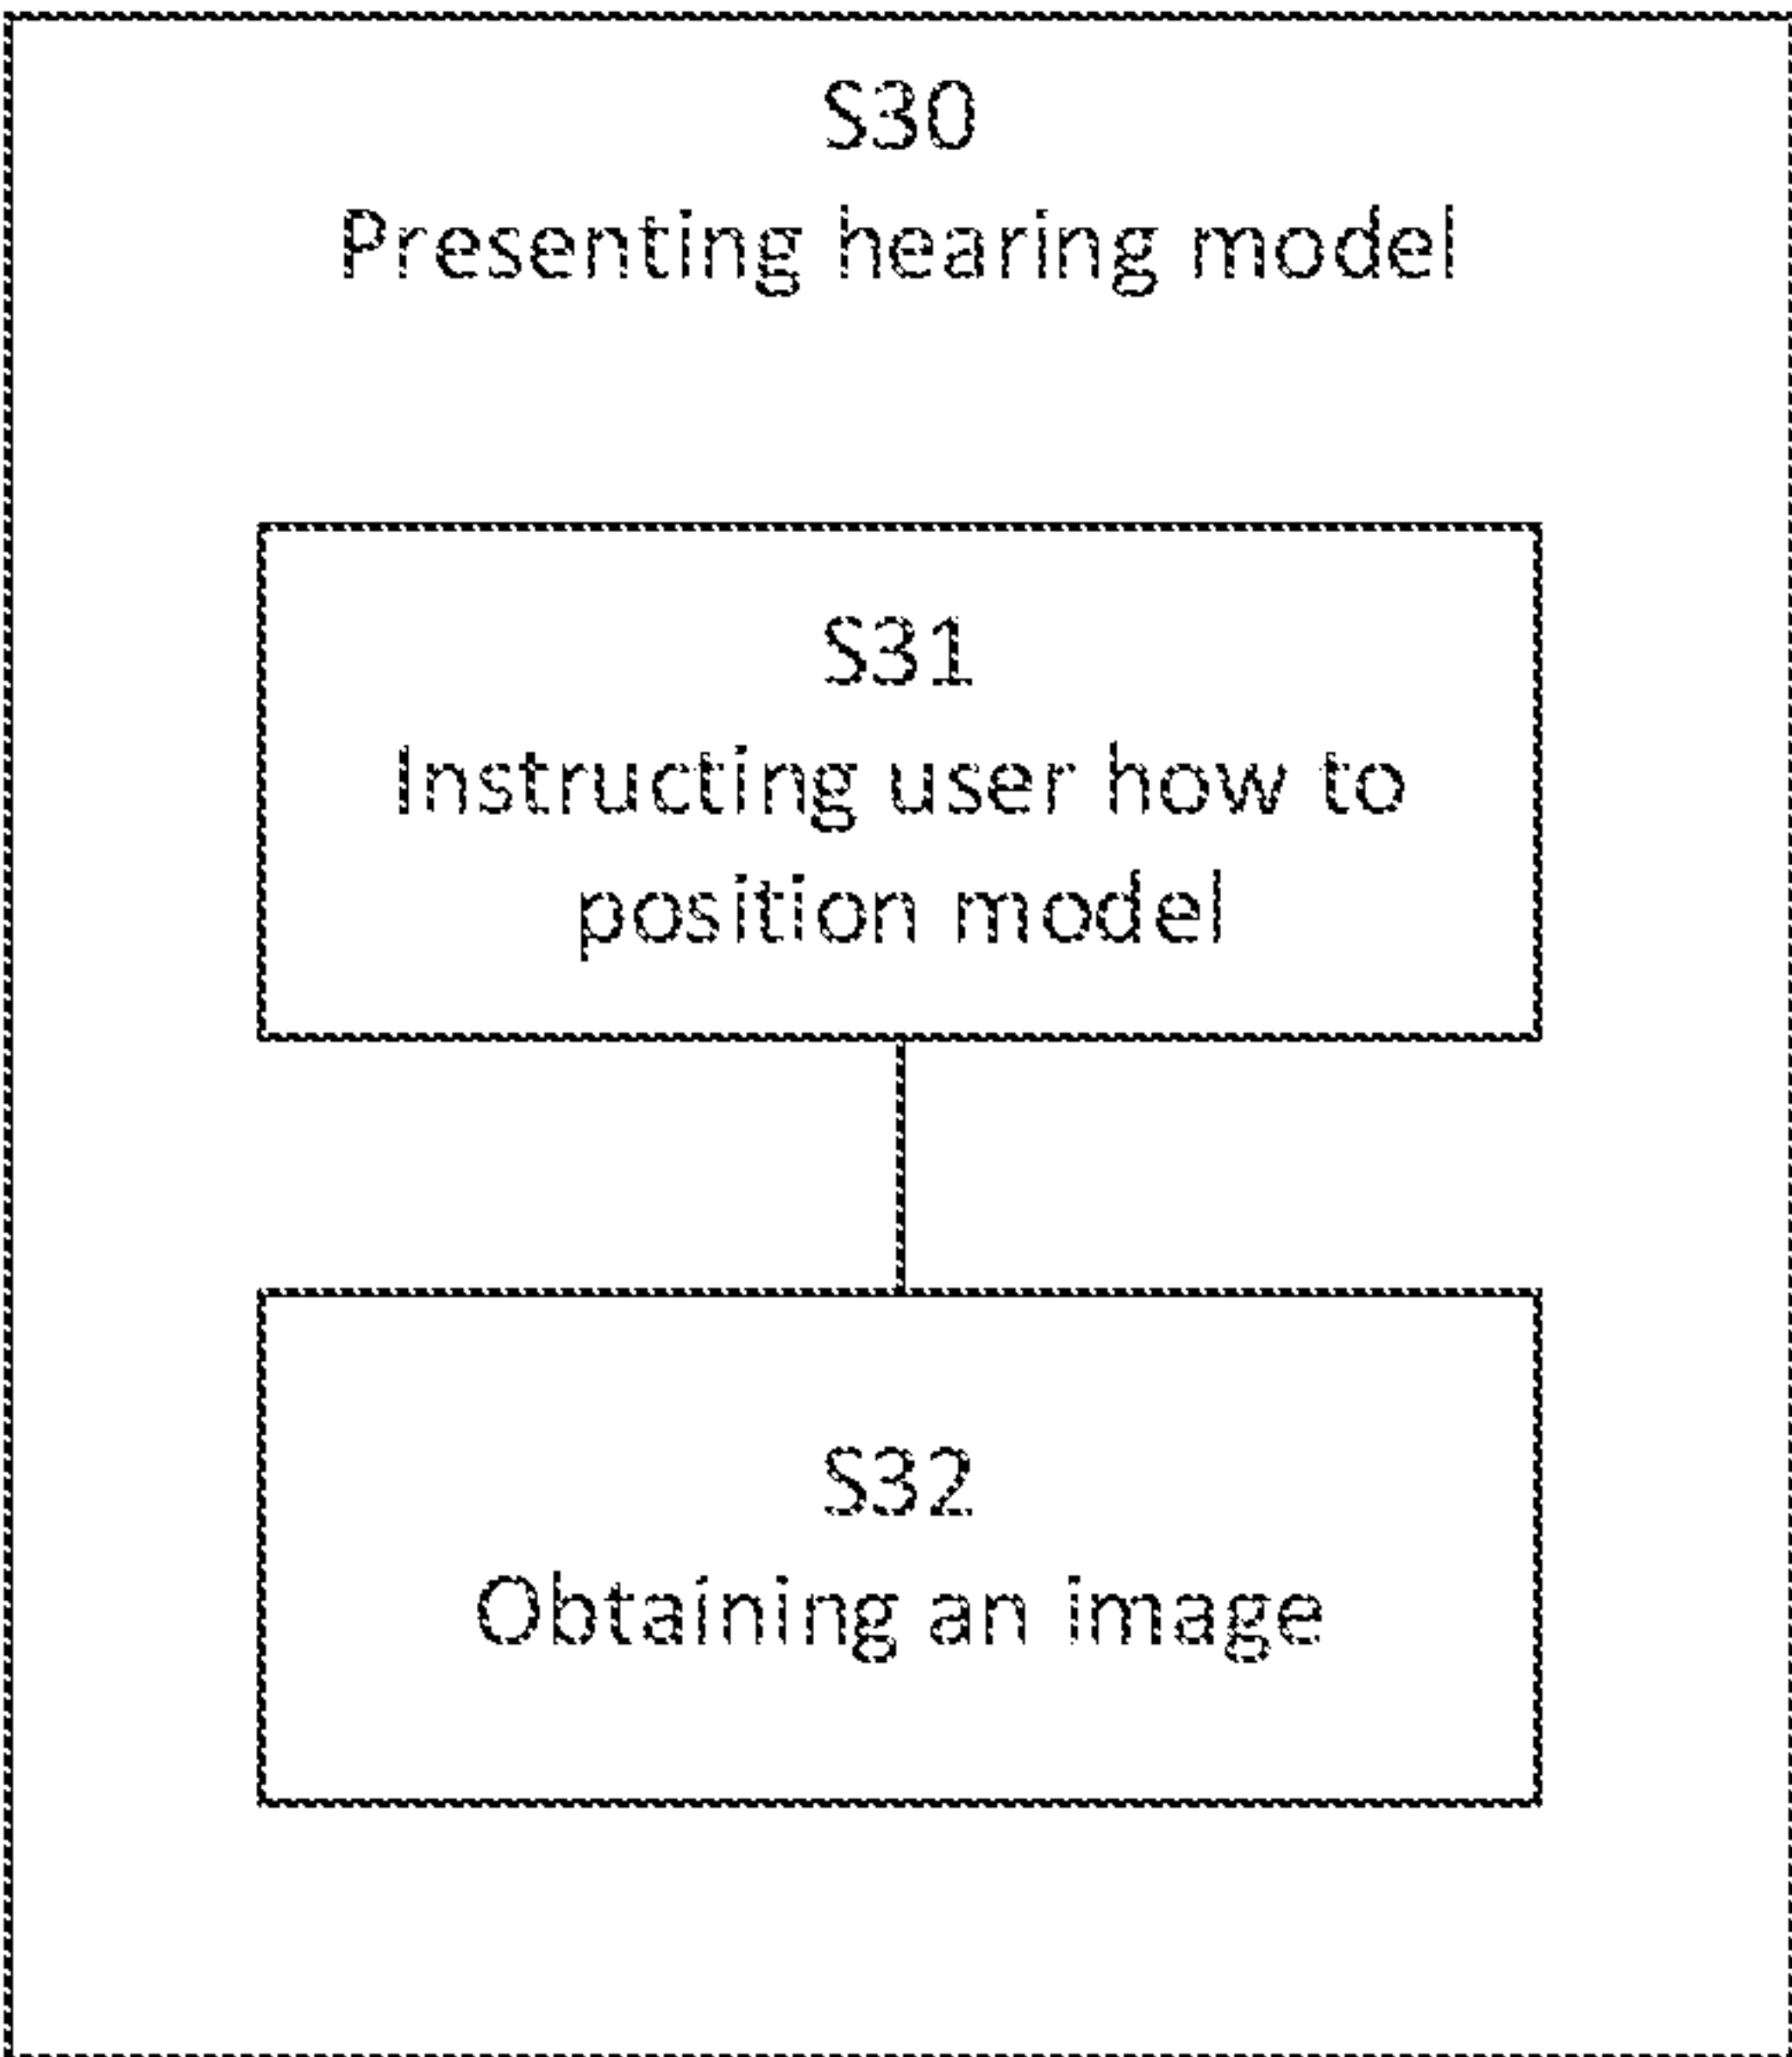 S30
Presenting hearing model
S31
Instructing user how to
position model
S32
Obtaining an image